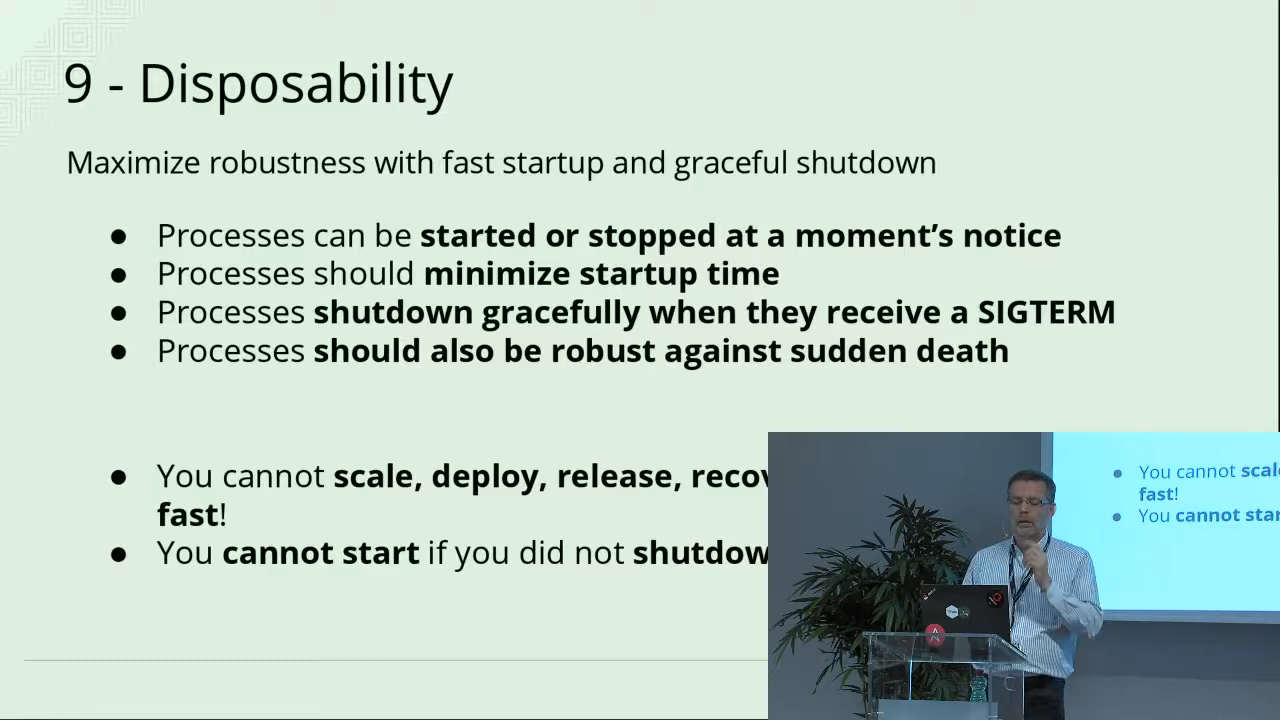 9 - Disposability
Maximize robustness with fast startup and graceful shutdown
● Processes can be started or stopped at a moment’s notice
● Processes should minimize startup time
● Processes shutdown gracefully when they receive a SIGTERM
● Processes should also be robust against sudden death
● You cannot scale, deploy, release, recov
fast!
● You cannot start if you did not shutdow
● You cannot scale
fast!
● You cannot star